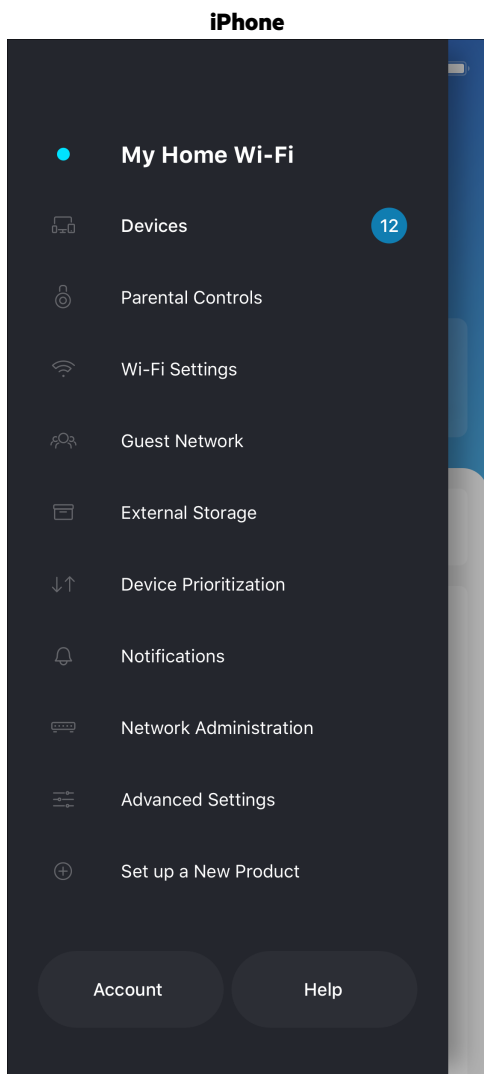 iPhone
My Home Wi-Fi
Devices 12
Parental Controls
Wi-Fi Settings
Guest Network
External Storage
Device Prioritization
Notifications
Network Administration
Advanced Settings
Set up a New Product
Account Help